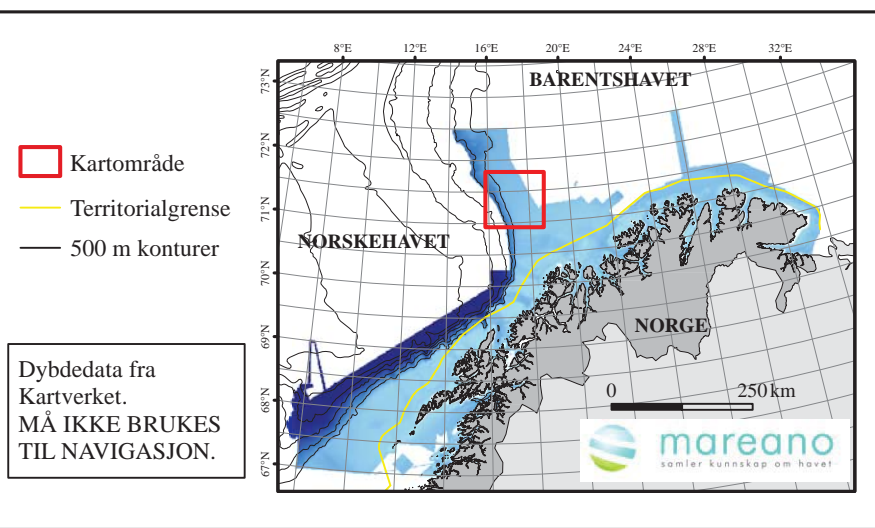 8°E 12°E 16°E 20°E 24°E 28°E 32°E
73°N
72°N
71°N
70°N
69°N
68°N
67°N
BARENTSHAVET
NORSKEHAVET
NORGE
0 250 km
mareano
samler kunnskap om havet
Kartområde
Territorialgrense
500 m konturer
Dybdedata fra
Kartverket.
MÅ IKKE BRUKES
TIL NAVIGASJON.